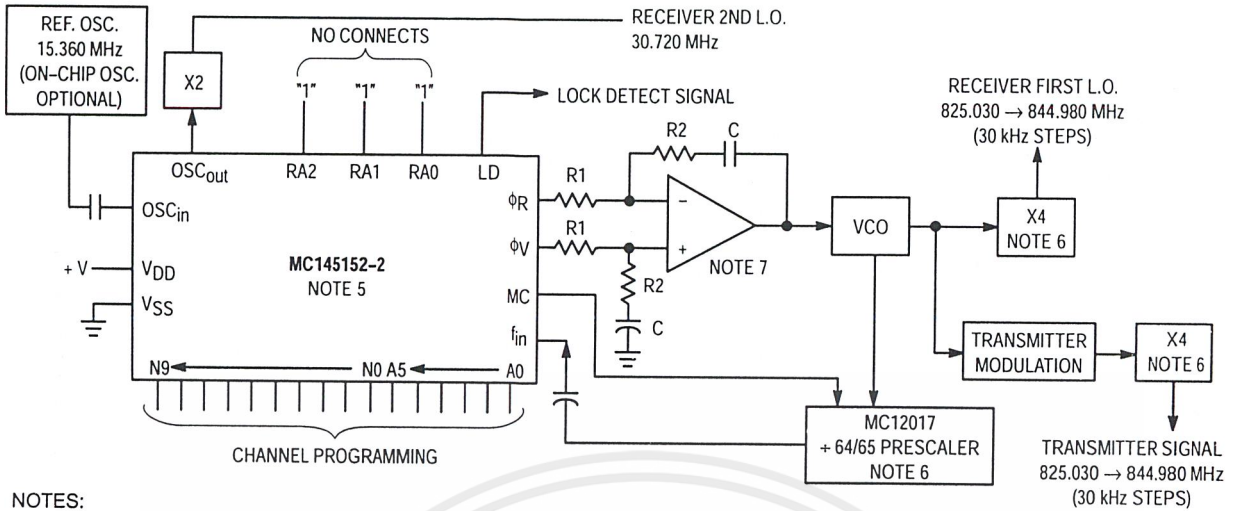 REF. OSC.
15.360 MHz
(ON–CHIP OSC.
OPTIONAL)
X2
NO CONNECTS
"1" "1" "1"
RECEIVER 2ND L.O.
30.720 MHz
LOCK DETECT SIGNAL
RECEIVER FIRST L.O.
825.030 → 844.980 MHz
(30 kHz STEPS)
OSCout RA2 RA1 RA0 LD
OSCin
+ V
VDD
VSS
MC145152–2
NOTE 5
ϕR
ϕV
MC
fin
R1
R1
R2
C
R2
C
–
+
NOTE 7
VCO
X4
NOTE 6
TRANSMITTER
MODULATION
X4
NOTE 6
N9 N0 A5 A0
CHANNEL PROGRAMMING
MC12017
÷ 64/65 PRESCALER
NOTE 6
TRANSMITTER SIGNAL
825.030 → 844.980 MHz
(30 kHz STEPS)
NOTES: